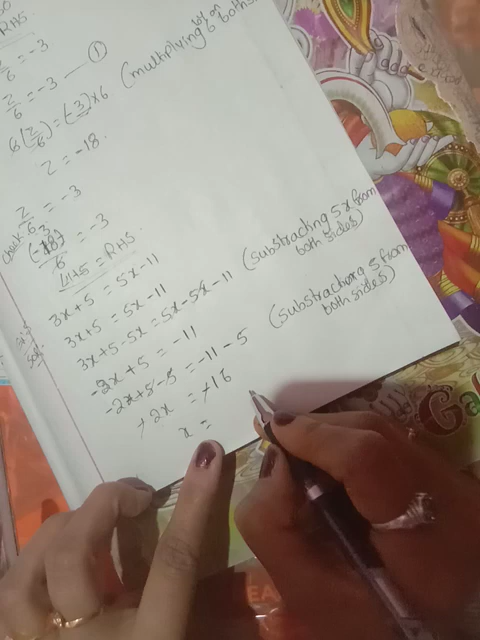 RHS
= -3
z/6 = -3 — ①
6(z/6) = (-3)×6 (multiplying by 6 on both
z = -18.
z/6 = -3
check
(-18)/6 = -3
LHS = RHS
3x+5 = 5x-11
Sol. 3x+5 = 5x-11
3x+5-5x = 5x-5x-11 (substracting 5x from both sides)
-2x+5 = -11
-2x+5-5 = -11-5 (substracting 5 from both sides)
-2x = -16
x =